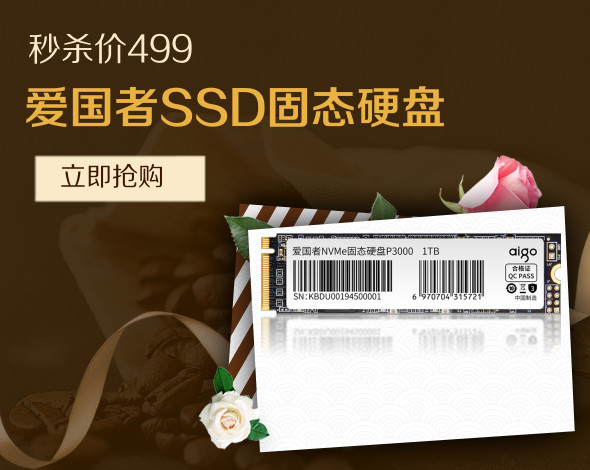 秒杀价499
爱国者SSD固态硬盘
立即抢购
爱国者NVMe固态硬盘P3000 1TB
aigo
合格证
QC PASS
SN:KBDU00194500001
6 970704 315721
中国制造